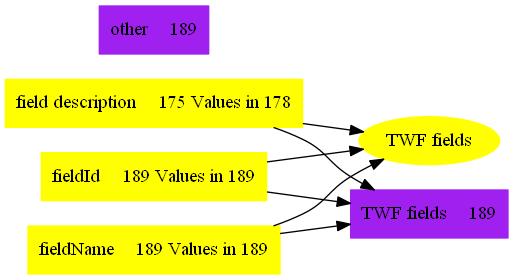 other 189
field description 175 Values in 178
TWF fields
fieldId 189 Values in 189
TWF fields 189
fieldName 189 Values in 189